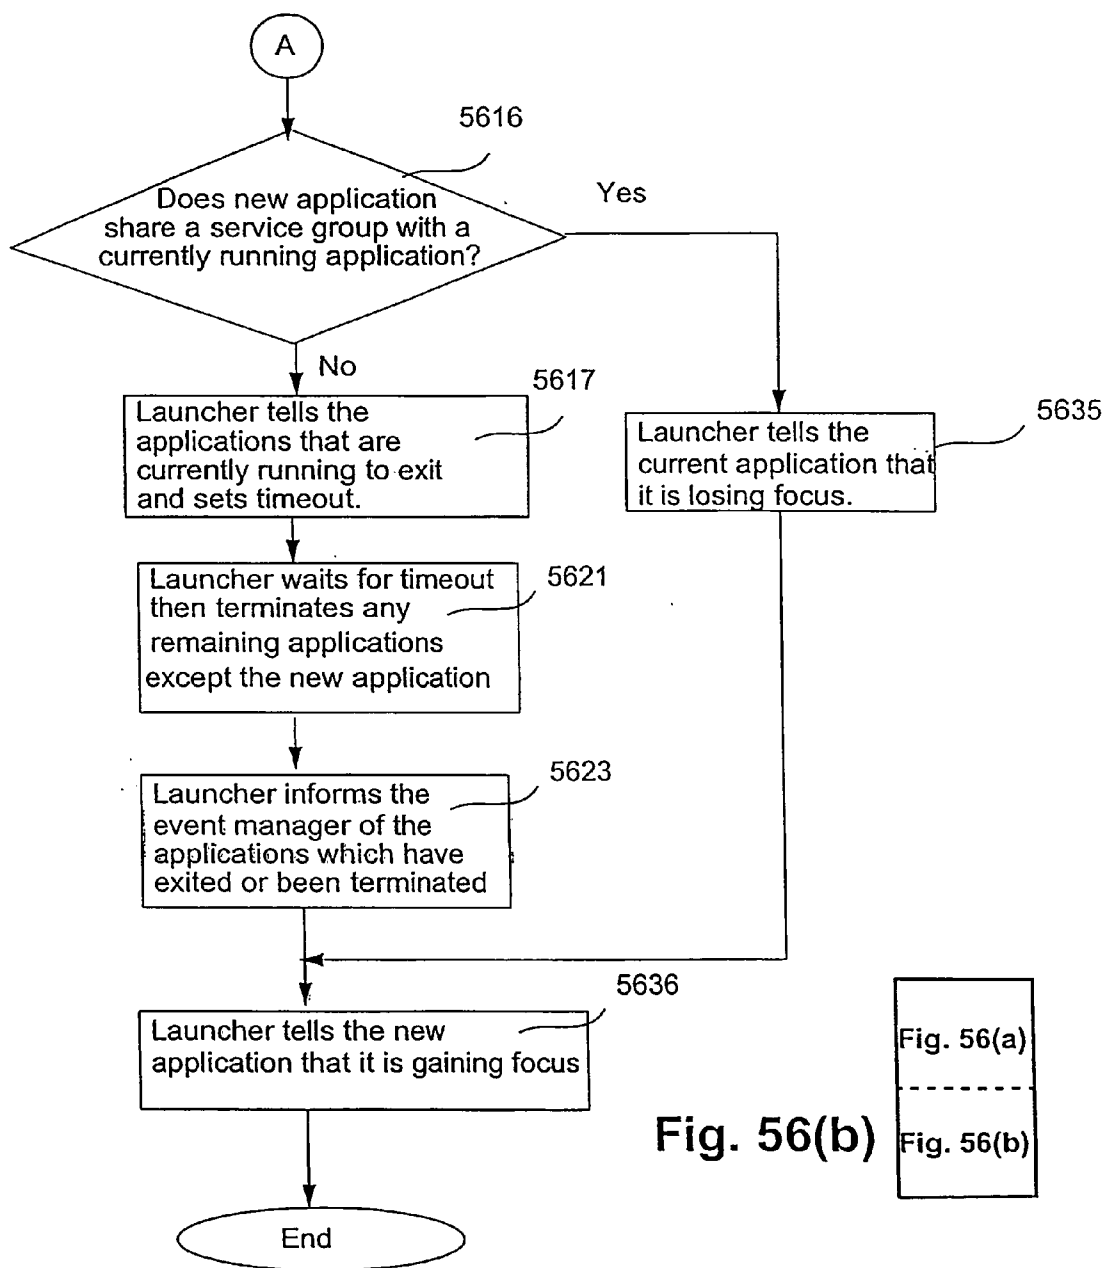 A
5616
Does new application
share a service group with a
currently running application?
Yes
No
5617
Launcher tells the
applications that are
currently running to exit
and sets timeout.
5635
Launcher tells the
current application that
it is losing focus.
5621
Launcher waits for timeout
then terminates any
remaining applications
except the new application
5623
Launcher informs the
event manager of the
applications which have
exited or been terminated
5636
Launcher tells the new
application that it is gaining focus
End
Fig. 56(b)
Fig. 56(a)
Fig. 56(b)